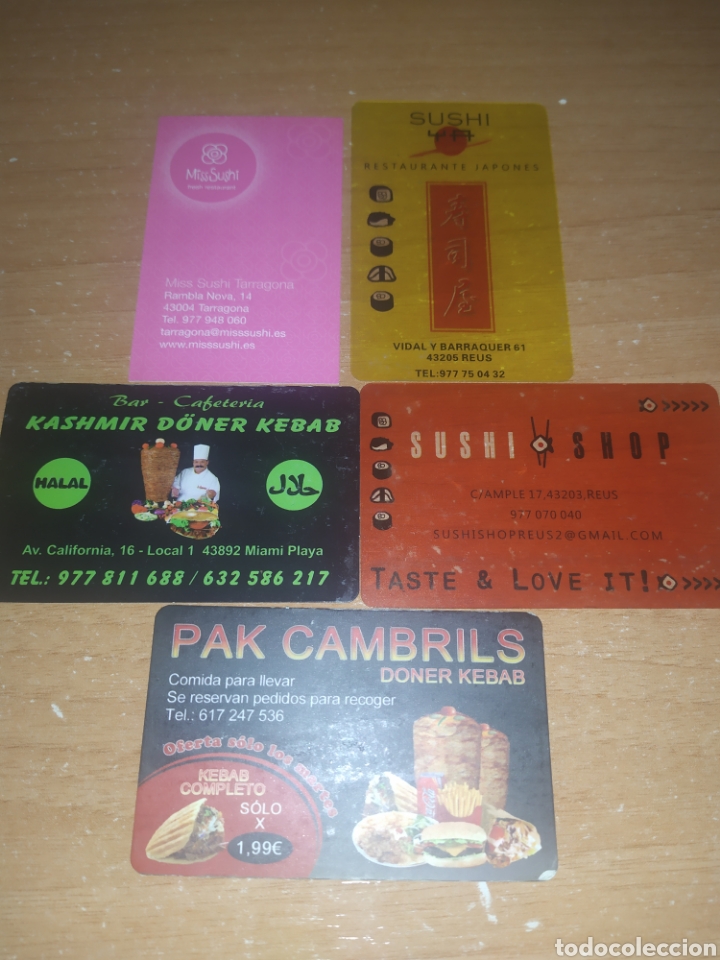 MissSushi
Miss Sushi Tarragona
Rambla Nova, 14
43004 Tarragona
Tel. 977 948 060
tarragona@misssushi.es
www.misssushi.es
SUSHI
RESTAURANTE JAPONES
寿
司
屋
VIDAL Y BARRAQUER 61
43205 REUS
TEL:977 75 04 32
Bar - Cafeteria
KASHMIR DÖNER KEBAB
HALAL
حلال
Av. California, 16 - Local 1 43892 Miami Playa
TEL.: 977 811 688 / 632 586 217
SUSHI SHOP
C/AMPLE 17,43203,REUS
977 070 040
SUSHISHOPREUS2@GMAIL.COM
TASTE & LOVE IT!
PAK CAMBRILS
DONER KEBAB
Comida para llevar
Se reservan pedidos para recoger
Tel.: 617 247 536
Oferta sólo los martes
KEBAB
COMPLETO
SÓLO
X
1,99€
todocoleccion